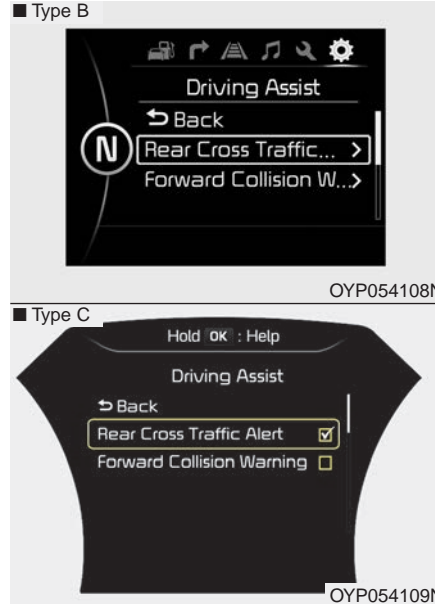 ■ Type B
Driving Assist
Back
N
Rear Cross Traffic... >
Forward Collision W...>
OYP054108N
■ Type C
Hold OK : Help
Driving Assist
Back
Rear Cross Traffic Alert
Forward Collision Warning
OYP054109N